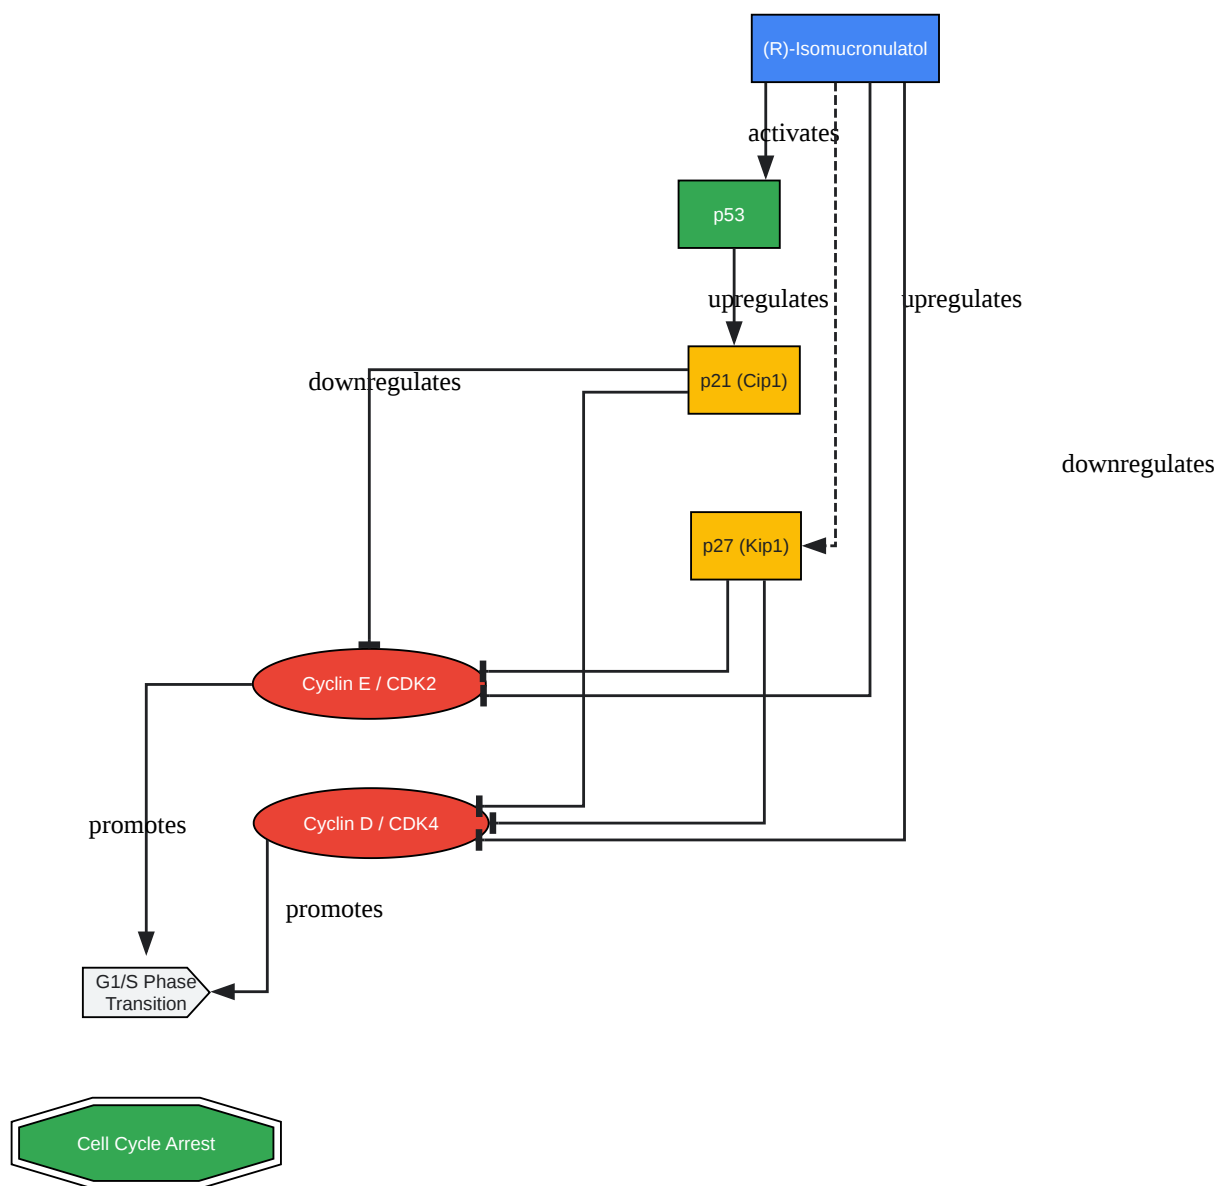 (R)-Isomucronulatol
activates
p53
upregulates
upregulates
p21 (Cip1)
downregulates
downregulates
p27 (Kip1)
Cyclin E / CDK2
Cyclin D / CDK4
promotes
promotes
G1/S Phase
Transition
Cell Cycle Arrest